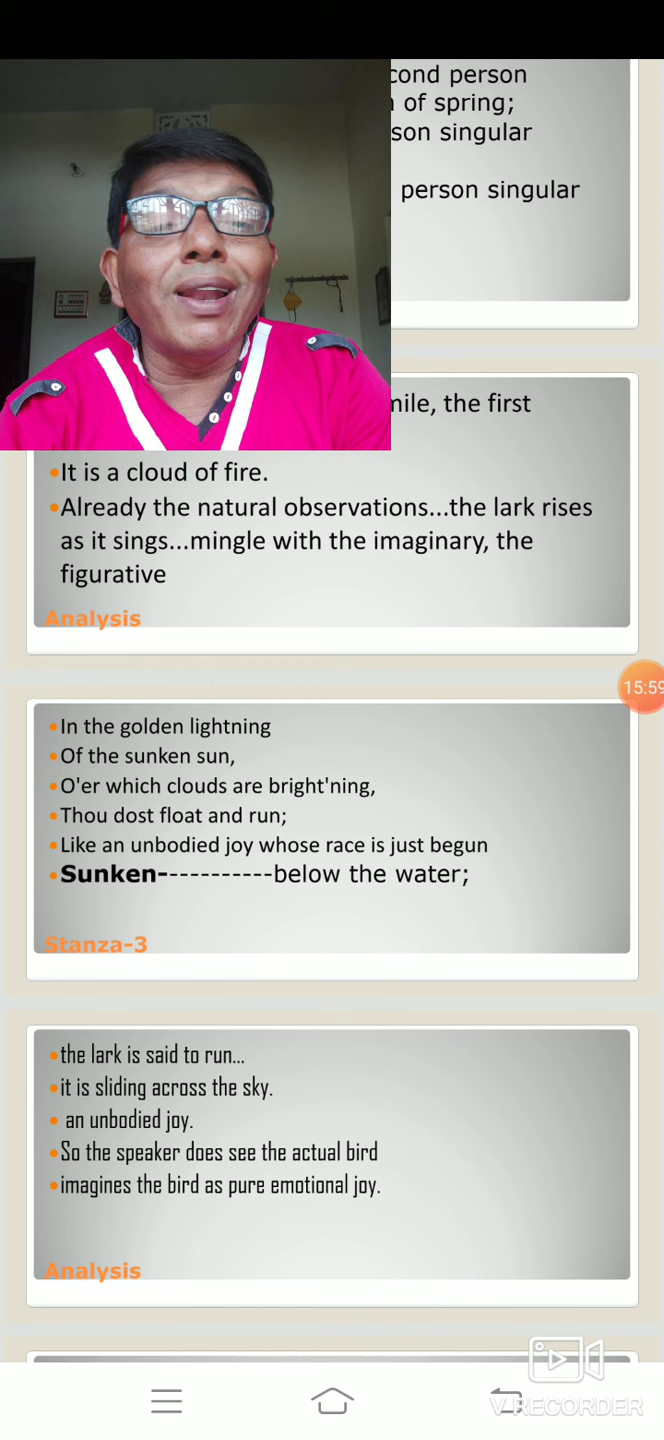 cond person
of spring;
son singular
person singular
mile, the first
•It is a cloud of fire.
•Already the natural observations...the lark rises
as it sings...mingle with the imaginary, the
figurative
Analysis
•In the golden lightning
•Of the sunken sun,
•O'er which clouds are bright'ning,
•Thou dost float and run;
•Like an unbodied joy whose race is just begun
•Sunken-----------below the water;
Stanza-3
•the lark is said to run...
•it is sliding across the sky.
• an unbodied joy.
•So the speaker does see the actual bird
•imagines the bird as pure emotional joy.
Analysis
15:59
V RECORDER